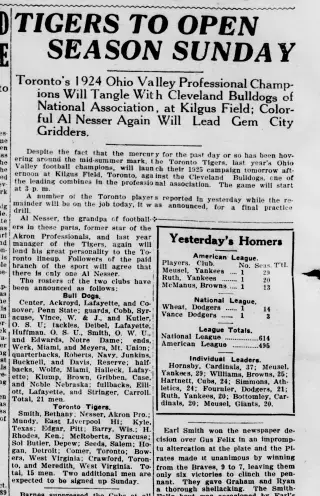 TIGERS TO OPEN
SEASON SUNDAY
Toronto's 1924 Ohio Valley Professional Champ-
ions Will Tangle With Cleveland Bulldogs of
National Association, at Kilgus Field; Color-
ful Al Nesser Again Will Lead Gem City
Gridders.
Despite the fact that the mercury for the past day or so has been hov-
ering around the mid-summer mark, the Toronto Tigers, last year's Ohio
Valley football champions, will launch their 1925 campaign tomorrow aft-
ernoon at Kilgus Field, Toronto, against the Cleveland Bulldogs, one of
the leading combines in the professional association. The game will start
at 3 p. m.
A number of the Toronto players reported in yesterday while the re-
mainder will be on the job today, it was announced, for a final practice
drill.
Al Nesser, the grandpa of football-
ers in these parts, former star of the
Akron Professionals, and last year
manager of the Tigers, again will
lend his great personality to the To-
ronto lineup. Followers of the paid
branch of the sport will agree that
there is only one Al Nesser.
The rosters of the two clubs have
been announced as follows:
Bull Dogs.
Center, Ackroyd, Lafayette, and Co-
nover, Penn State; guards, Cobb, Syr-
acuse, Vince, W. & J., and Kutler,
O. S. U.; tackles, Deibel, Lafayette,
Huffman, O. S. U., Smith, O. W. U.,
and Edwards, Notre Dame; ends,
Work, Miami, and Meyers, Mt. Union;
quarterbacks, Roberts, Navy, Junkins,
Bucknell, and Davis, Reserve; half-
backs, Wolfe, Miami, Halleck, Lafay-
ette; Klump, Brown, Gribben, Case,
and Noble, Nebraska; fullbacks, Elli-
ott, Lafayette, and Stringer, Carroll.
Total, 21 men.
Toronto Tigers.
Smith, Bethany; Nesser, Akron Pro.;
Mundy, East Liverpool Hi; Kyle,
Texas; Edgar, Pitt; Barry, Wis.; H.
Rhodes, Ken.; McRoberts, Syracuse;
Sol Butler, Depew; Seeds, Salem; Ho-
gan, Detroit; Comer, Toronto; Bow-
ers, West Virginia; Crawford, Toron-
to, and Meredith, West Virginia. To-
tal, 15 men. Two additional men are
expected to be signed up Sunday.
Yesterday's Homers
American League.
Players. Club. No. Seas. T'tl.
Meusel, Yankees 1 29
Ruth, Yankees 1 20
McManus, Browns 1 13
National League.
Wheat, Dodgers 1 14
Vance Dodgers 1 3
League Totals.
NATIONAL LEAGUE 614
AMERICAN LEAGUE 496
Individual Leaders.
Hornsby, Cardinals, 37; Meusel,
Yankees, 29; Williams, Browns, 25;
Hartnett, Cubs, 24; Simmons, Ath-
letics, 24; Fournier, Dodgers, 21;
Ruth, Yankees, 20; Bottomley, Car-
dinals, 20; Meusel, Giants, 20.
Earl Smith won the newspaper de-
cision over Gus Felix in an impromp-
tu alteration at the plate and the Pi-
rates made it unanimous by winning
from the Braves, 9 to 7, leaving them
only six victories to clinch the pen-
nant. They gave Graham and Ryan
a thorough shellacking. The Smith-